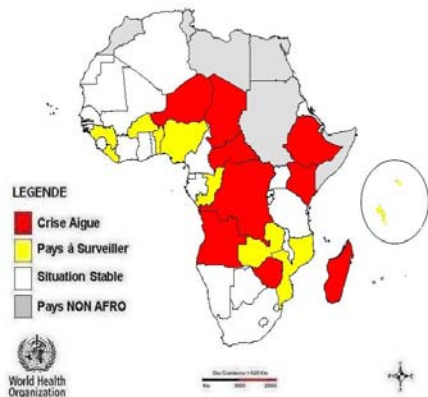 LEGENDE
Crise Aigue
Pays à Surveiller
Situation Stable
Pays NON AFRO
World Health
Organization